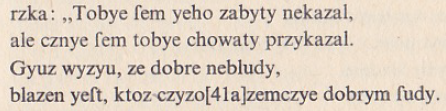 rzka: ,,Tobye ſem yeho zabyty nekazal,
ale cznye ſem tobye chowaty przykazal.
Gyuz wyzyu, ze dobre nebludy,
blazen yeſt, ktoz czyzo[41a]zemczye dobrym ſudy.